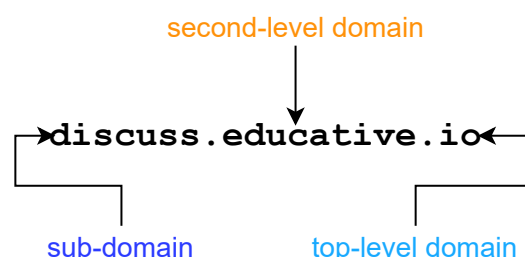 second-level domain
discuss.educative.io
sub-domain
top-level domain